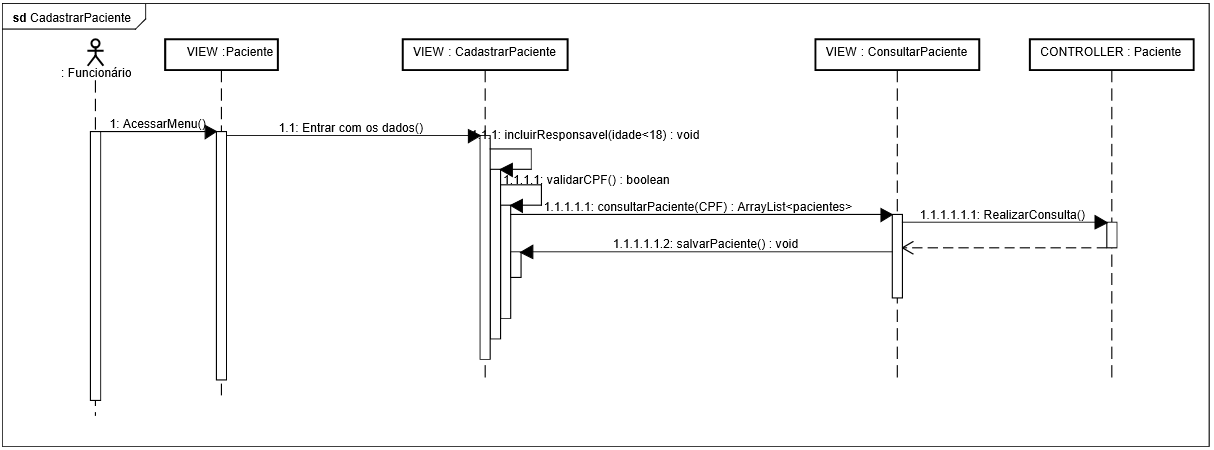 sd CadastrarPaciente
: Funcionário
VIEW :Paciente
VIEW : CadastrarPaciente
VIEW : ConsultarPaciente
CONTROLLER : Paciente
1: AcessarMenu()
1.1: Entrar com os dados()
1.1.1: incluirResponsavel(idade<18) : void
1.1.1.1: validarCPF() : boolean
1.1.1.1.1: consultarPaciente(CPF) : ArrayList<pacientes>
1.1.1.1.1.1: RealizarConsulta()
1.1.1.1.1.2: salvarPaciente() : void